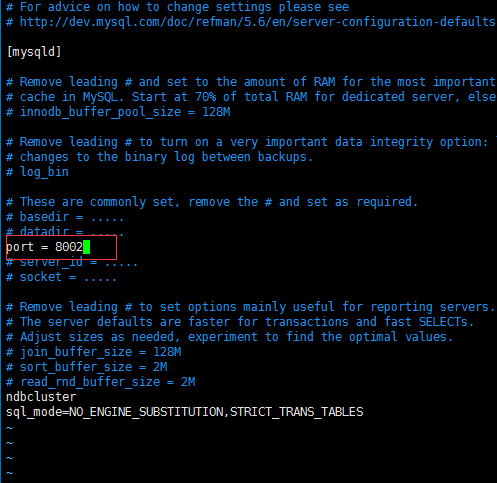 # For advice on how to change settings please see
# http://dev.mysql.com/doc/refman/5.6/en/server-configuration-defaults
[mysqld]
# Remove leading # and set to the amount of RAM for the most important
# cache in MySQL. Start at 70% of total RAM for dedicated server, else
# innodb_buffer_pool_size = 128M
# Remove leading # to turn on a very important data integrity option:
# changes to the binary log between backups.
# log_bin
# These are commonly set, remove the # and set as required.
# basedir = .....
# datadir = .....
port = 8002
# server_id = .....
# socket = .....
# Remove leading # to set options mainly useful for reporting servers.
# The server defaults are faster for transactions and fast SELECTs.
# Adjust sizes as needed, experiment to find the optimal values.
# join_buffer_size = 128M
# sort_buffer_size = 2M
# read_rnd_buffer_size = 2M
ndbcluster
sql_mode=NO_ENGINE_SUBSTITUTION,STRICT_TRANS_TABLES
~
~
~
~